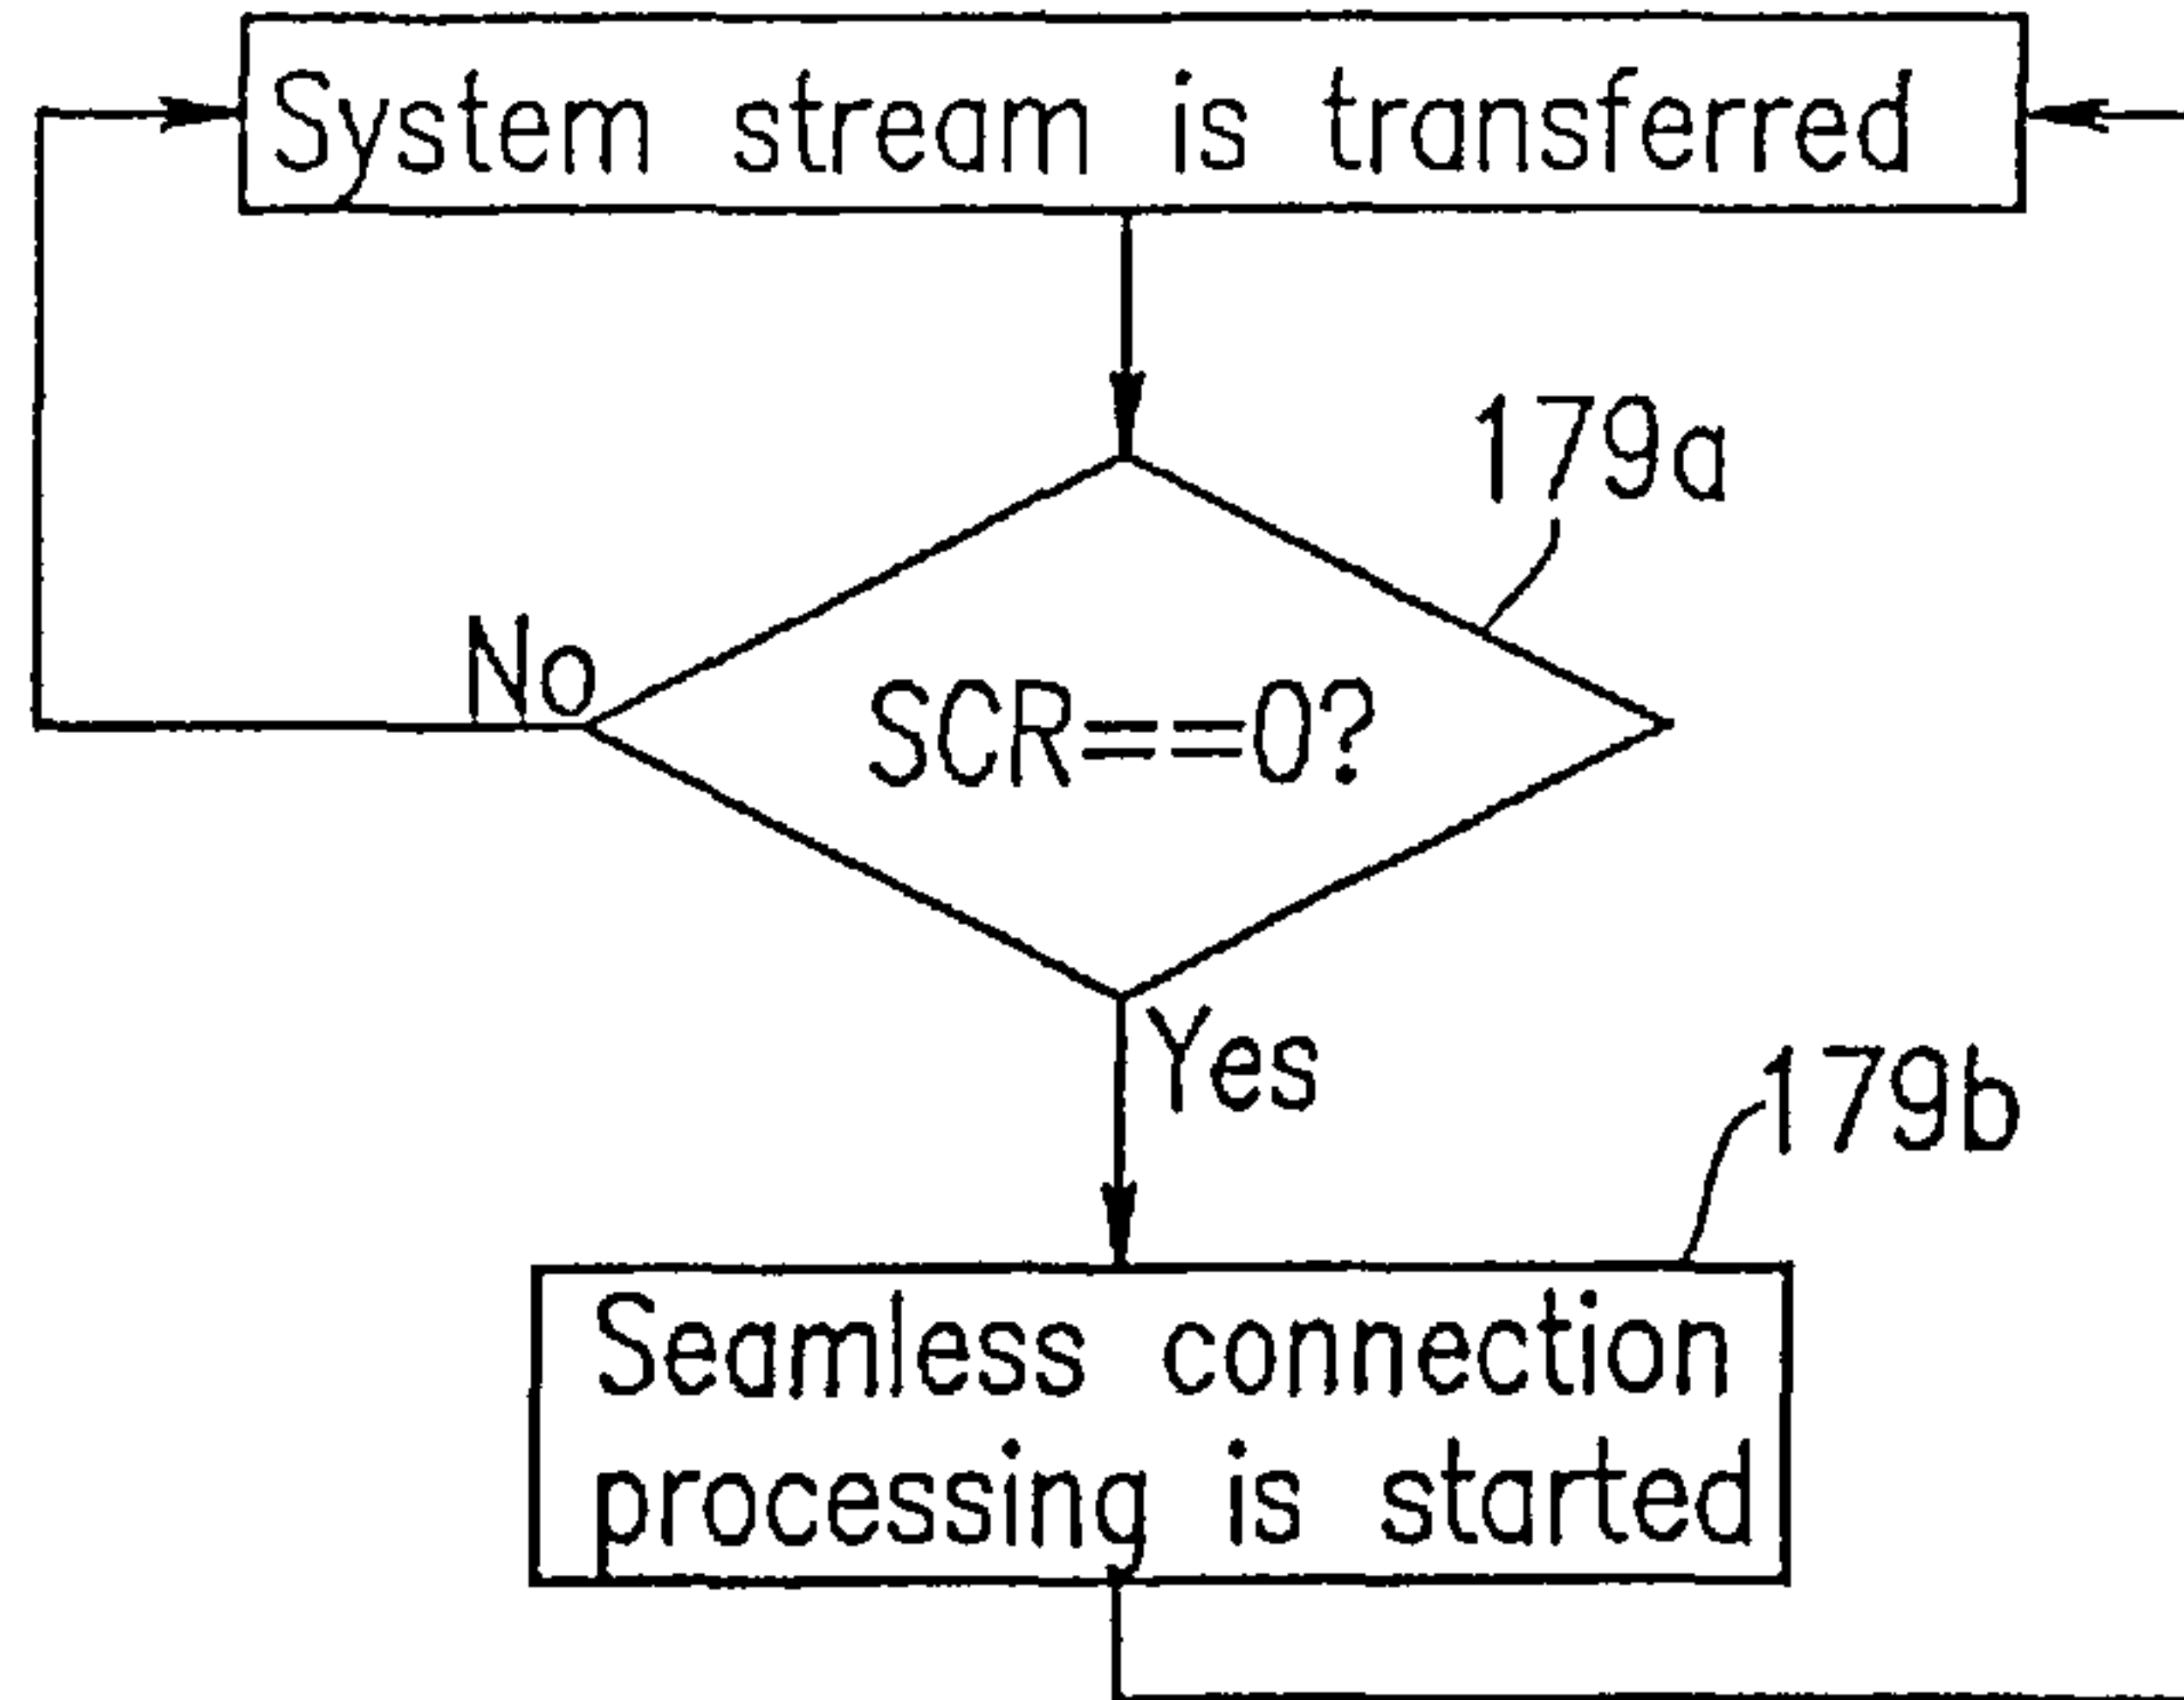 System stream is transferred
179a
No
SCR==0?
Yes
179b
Seamless connection
processing is started